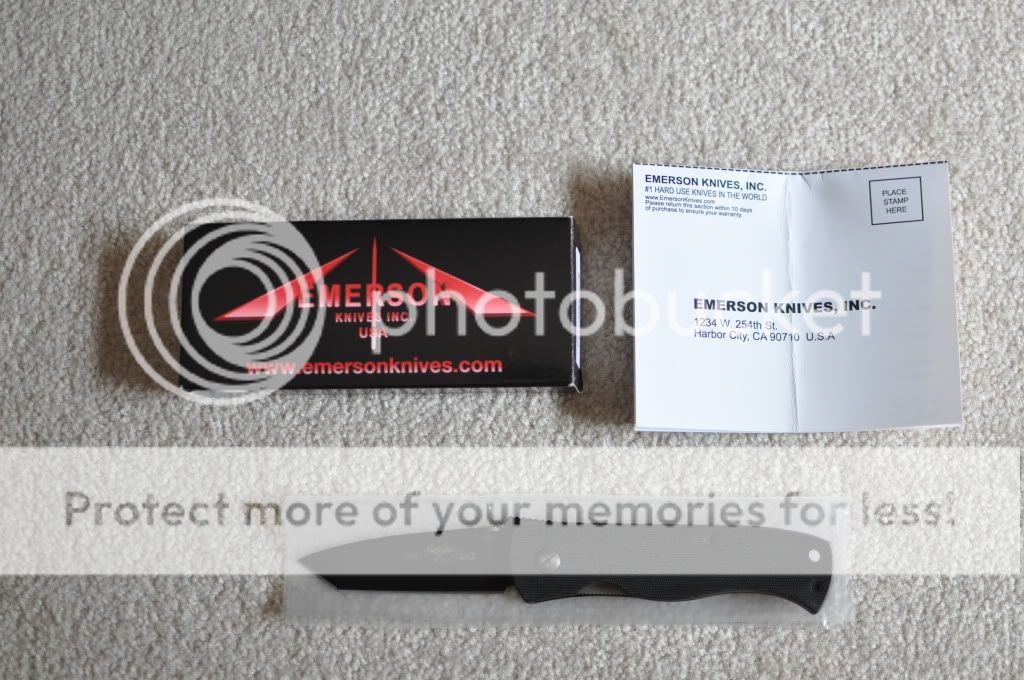 EMERSON
KNIVES INC.
USA
www.emersonknives.com
EMERSON KNIVES, INC.
#1 HARD USE KNIVES IN THE WORLD
www.EmersonKnives.com
Please return this section within 10 days
of purchase to ensure your warranty.
PLACE
STAMP
HERE
EMERSON KNIVES, INC.
1234 W. 254th St.
Harbor City, CA 90710 U.S.A
photobucket
Protect more of your memories for less!